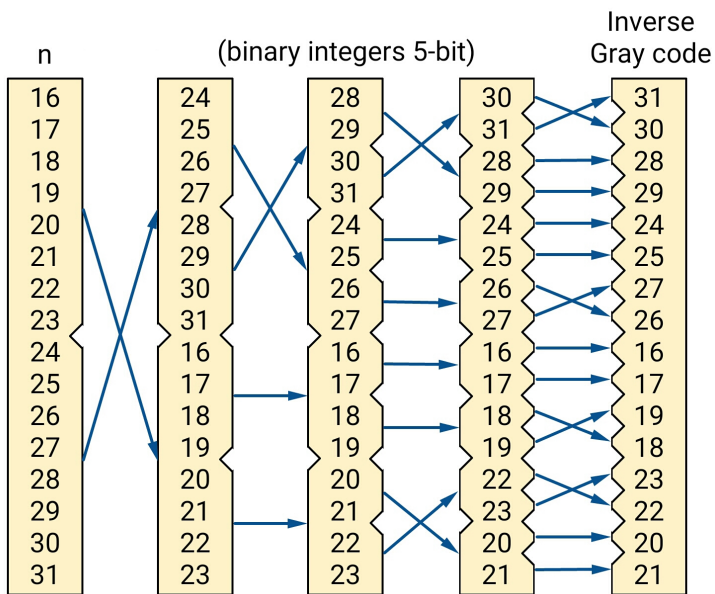 n (binary integers 5-bit) Inverse
Gray code
16 24 28 30 31
17 25 29 31 30
18 26 30 28 28
19 27 31 29 29
20 28 24 24 24
21 29 25 25 25
22 30 26 26 27
23 31 27 27 26
24 16 16 16 16
25 17 17 17 17
26 18 18 18 19
27 19 19 19 18
28 20 20 22 23
29 21 21 23 22
30 22 22 20 20
31 23 23 21 21